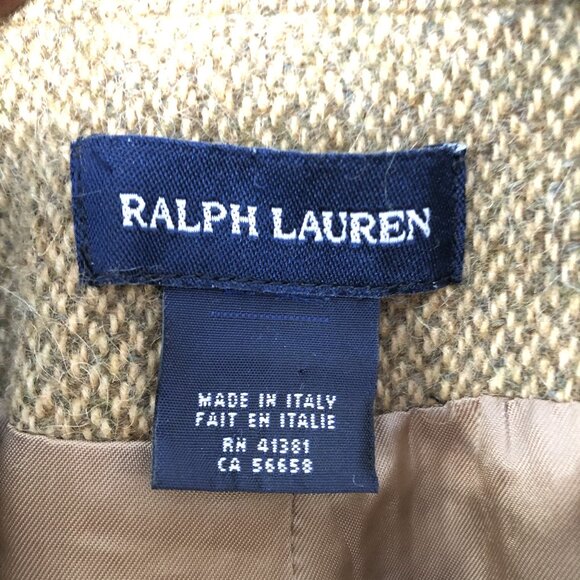 RALPH LAUREN
MADE IN ITALY
FAIT EN ITALIE
RN 41381
CA 56658